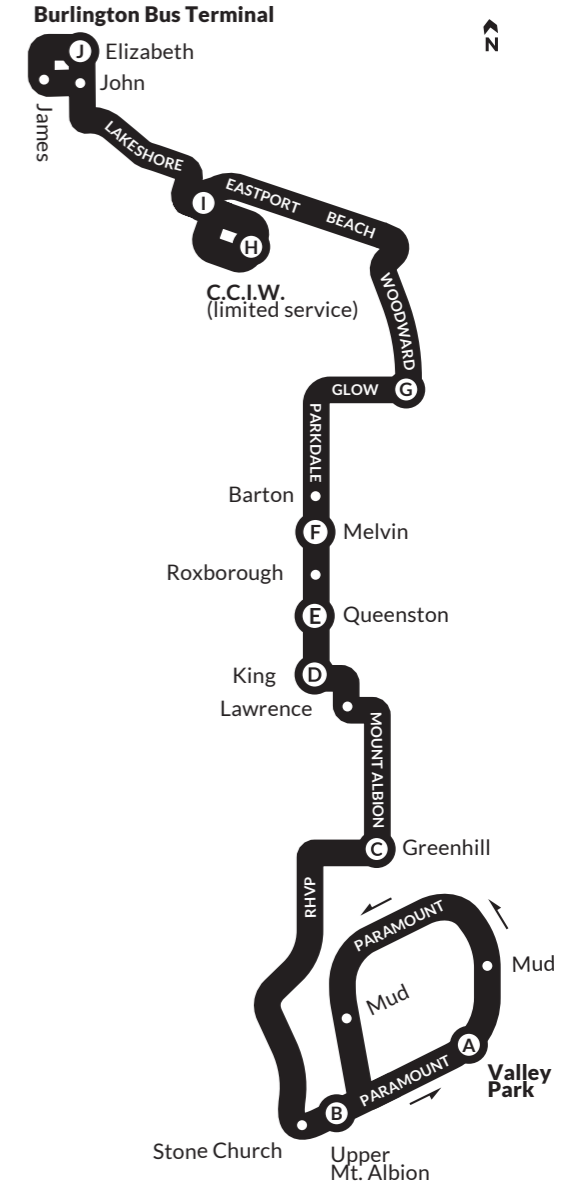 Burlington Bus Terminal
N
J
Elizabeth
John
James
LAKESHORE
I
EASTPORT
BEACH
H
C.C.I.W.
(limited service)
WOODWARD
GLOW
G
PARKDALE
Barton
F
Melvin
Roxborough
E
Queenston
King
D
Lawrence
MOUNT ALBION
C
Greenhill
RHVP
PARAMOUNT
Mud
Mud
A
PARAMOUNT
Valley
Park
B
Stone Church
Upper
Mt. Albion